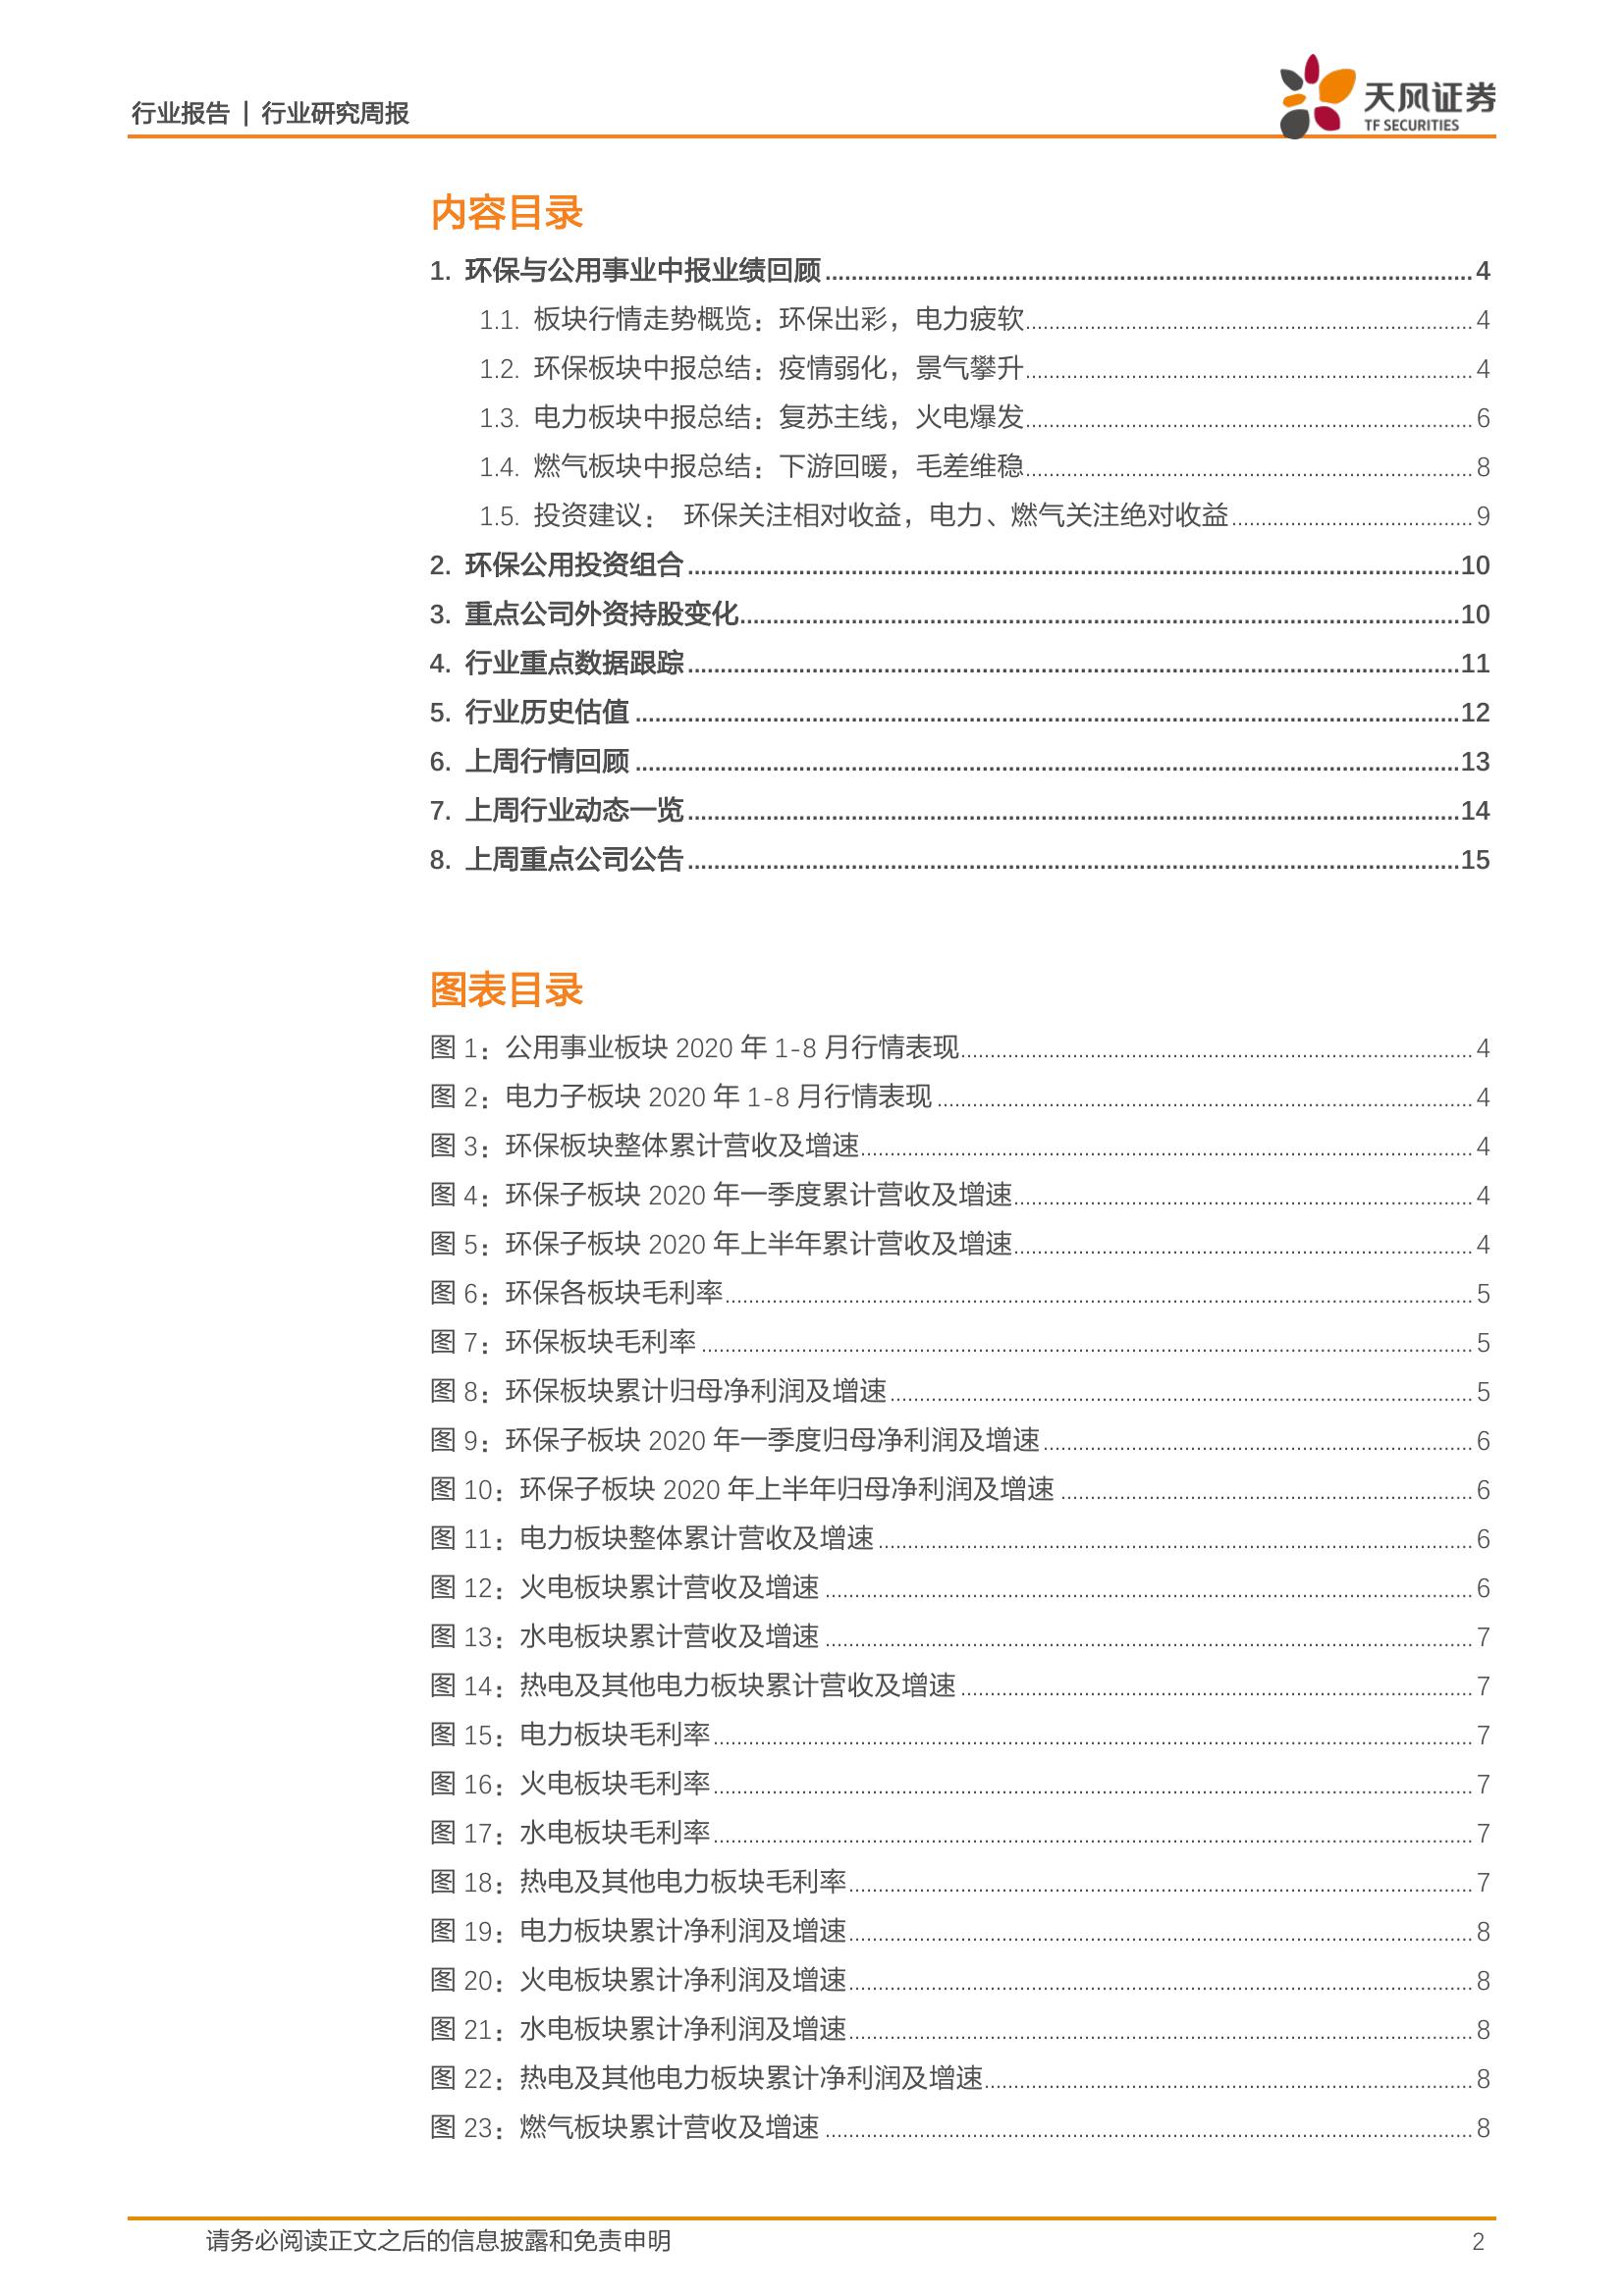 行业报告 | 行业研究周报
天风证券
TF SECURITIES
内容目录
1. 环保与公用事业中报业绩回顾 4
1.1. 板块行情走势概览：环保出彩，电力疲软 4
1.2. 环保板块中报总结：疫情弱化，景气攀升 4
1.3. 电力板块中报总结：复苏主线，火电爆发 6
1.4. 燃气板块中报总结：下游回暖，毛差维稳 8
1.5. 投资建议： 环保关注相对收益，电力、燃气关注绝对收益 9
2. 环保公用投资组合 10
3. 重点公司外资持股变化 10
4. 行业重点数据跟踪 11
5. 行业历史估值 12
6. 上周行情回顾 13
7. 上周行业动态一览 14
8. 上周重点公司公告 15
图表目录
图 1：公用事业板块 2020 年 1-8 月行情表现 4
图 2：电力子板块 2020 年 1-8 月行情表现 4
图 3：环保板块整体累计营收及增速 4
图 4：环保子板块 2020 年一季度累计营收及增速 4
图 5：环保子板块 2020 年上半年累计营收及增速 4
图 6：环保各板块毛利率 5
图 7：环保板块毛利率 5
图 8：环保板块累计归母净利润及增速 5
图 9：环保子板块 2020 年一季度归母净利润及增速 6
图 10：环保子板块 2020 年上半年归母净利润及增速 6
图 11：电力板块整体累计营收及增速 6
图 12：火电板块累计营收及增速 6
图 13：水电板块累计营收及增速 7
图 14：热电及其他电力板块累计营收及增速 7
图 15：电力板块毛利率 7
图 16：火电板块毛利率 7
图 17：水电板块毛利率 7
图 18：热电及其他电力板块毛利率 7
图 19：电力板块累计净利润及增速 8
图 20：火电板块累计净利润及增速 8
图 21：水电板块累计净利润及增速 8
图 22：热电及其他电力板块累计净利润及增速 8
图 23：燃气板块累计营收及增速 8
请务必阅读正文之后的信息披露和免责申明 2